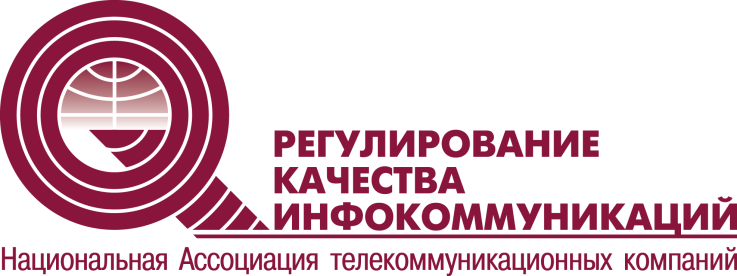 РЕГУЛИРОВАНИЕ
КАЧЕСТВА
ИНФОКОММУНИКАЦИЙ
Национальная Ассоциация телекоммуникационных компаний